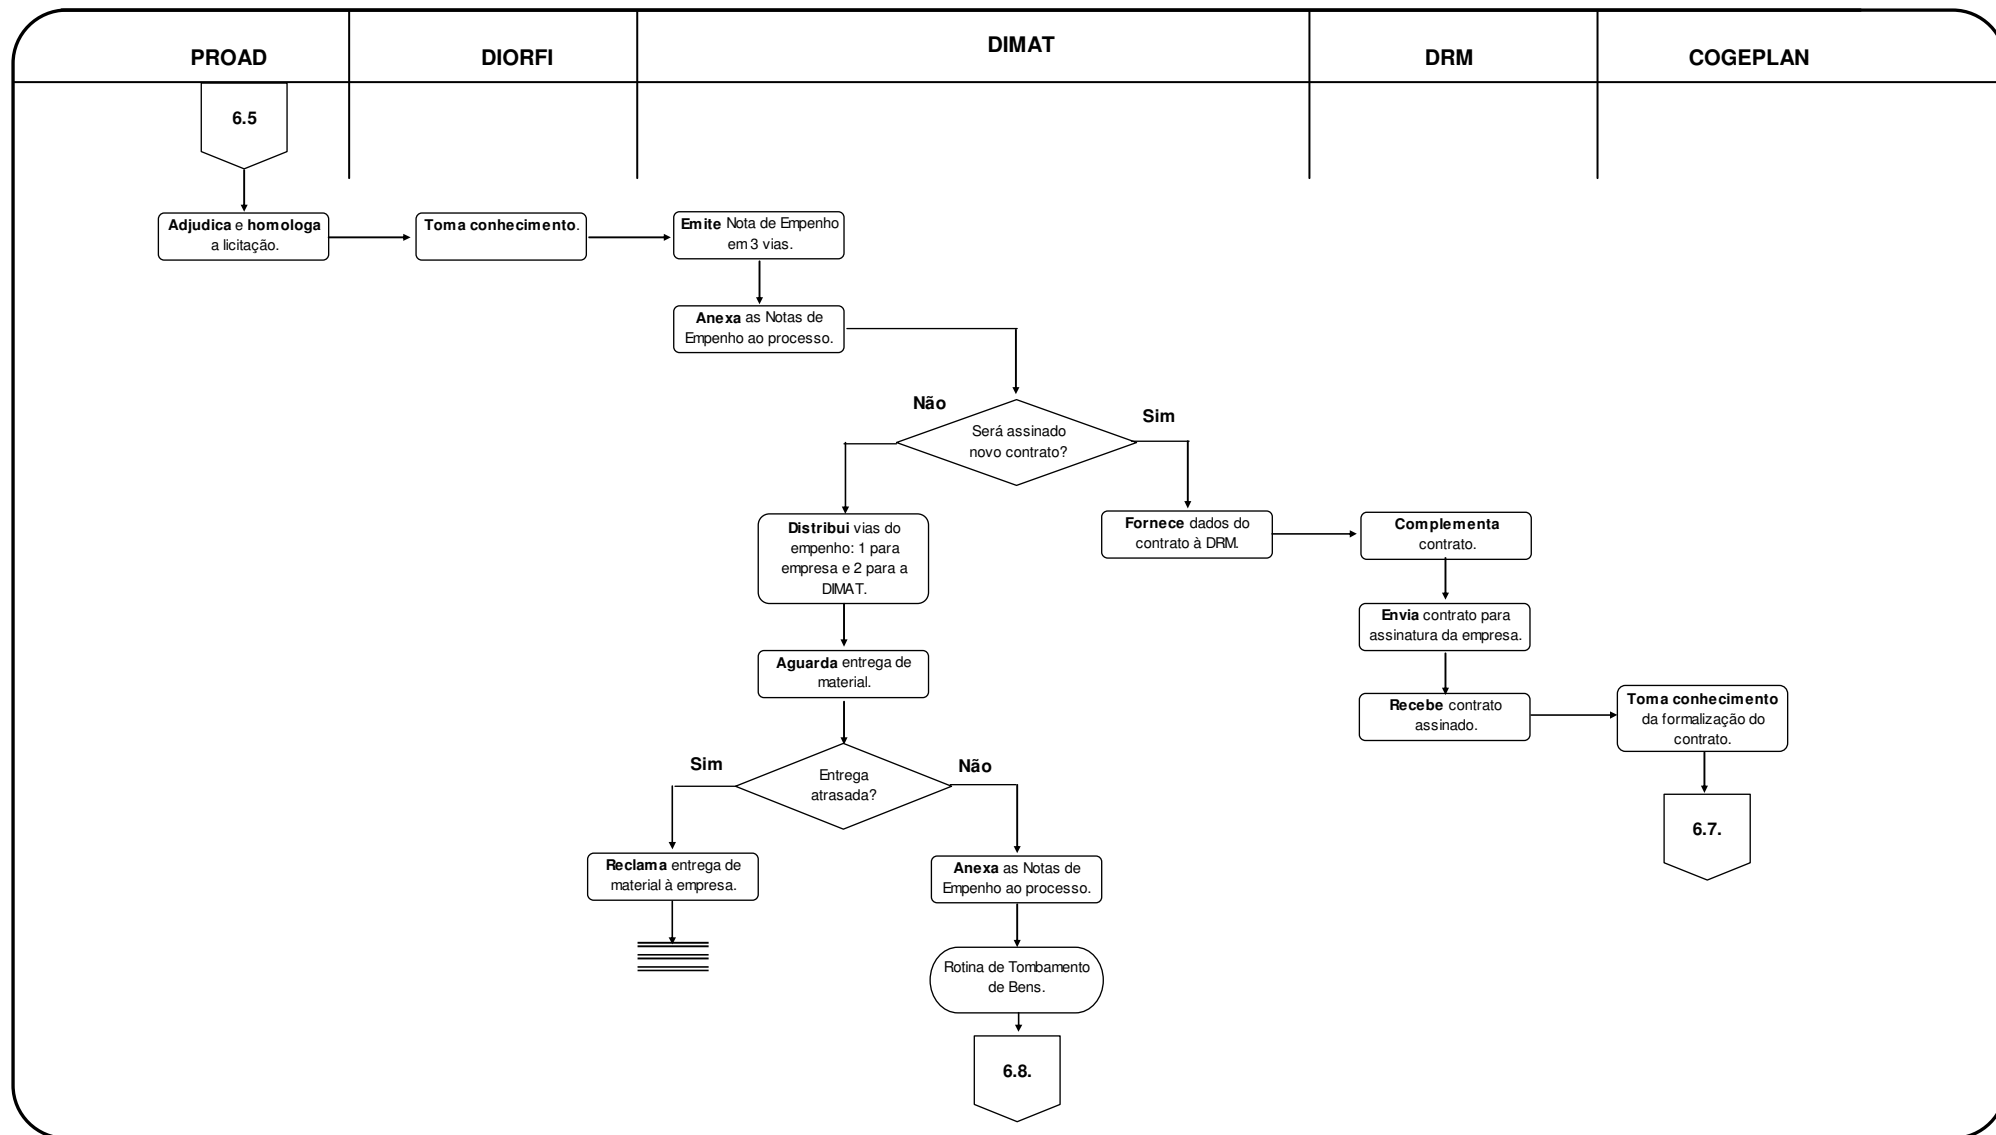 PROAD
DIORFI
DIMAT
DRM
COGEPLAN
6.5
Adjudica e homologa
a licitação.
Toma conhecimento.
Emite Nota de Empenho
em 3 vias.
Anexa as Notas de
Empenho ao processo.
Não
Sim
Será assinado
novo contrato?
Distribui vias do
empenho: 1 para
empresa e 2 para a
DIMAT.
Fornece dados do
contrato à DRM.
Complementa
contrato.
Envia contrato para
assinatura da empresa.
Aguarda entrega de
material.
Recebe contrato
assinado.
Toma conhecimento
da formalização do
contrato.
Sim
Não
Entrega
atrasada?
6.7.
Reclama entrega de
material à empresa.
Anexa as Notas de
Empenho ao processo.
Rotina de Tombamento
de Bens.
6.8.